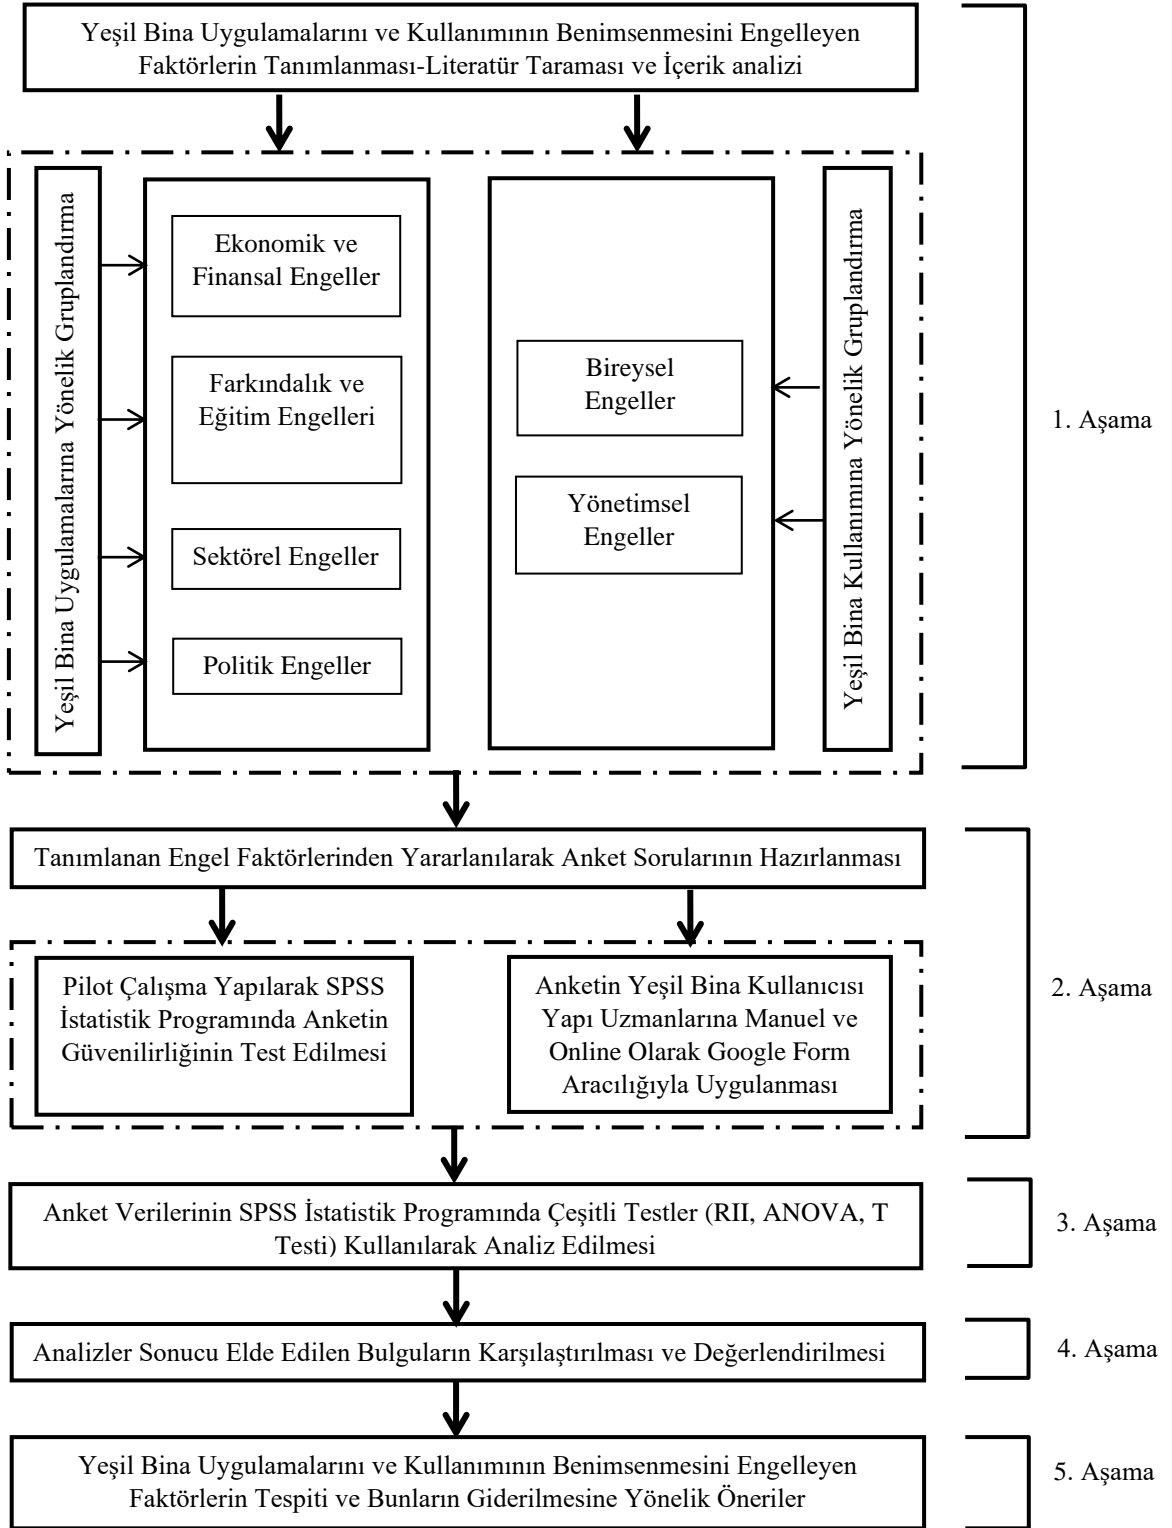 Yeşil Bina Uygulamalarını ve Kullanımının Benimsenmesini Engelleyen
Faktörlerin Tanımlanması-Literatür Taraması ve İçerik analizi
Yeşil Bina Uygulamalarına Yönelik Gruplandırma
Ekonomik ve
Finansal Engeller
Farkındalık ve
Eğitim Engelleri
Sektörel Engeller
Politik Engeller
Bireysel
Engeller
Yönetimsel
Engeller
Yeşil Bina Kullanımına Yönelik Gruplandırma
1. Aşama
Tanımlanan Engel Faktörlerinden Yararlanılarak Anket Sorularının Hazırlanması
Pilot Çalışma Yapılarak SPSS
İstatistik Programında Anketin
Güvenilirliğinin Test Edilmesi
Anketin Yeşil Bina Kullanıcısı
Yapı Uzmanlarına Manuel ve
Online Olarak Google Form
Aracılığıyla Uygulanması
2. Aşama
Anket Verilerinin SPSS İstatistik Programında Çeşitli Testler (RII, ANOVA, T
Testi) Kullanılarak Analiz Edilmesi
3. Aşama
Analizler Sonucu Elde Edilen Bulguların Karşılaştırılması ve Değerlendirilmesi
4. Aşama
Yeşil Bina Uygulamalarını ve Kullanımının Benimsenmesini Engelleyen
Faktörlerin Tespiti ve Bunların Giderilmesine Yönelik Öneriler
5. Aşama